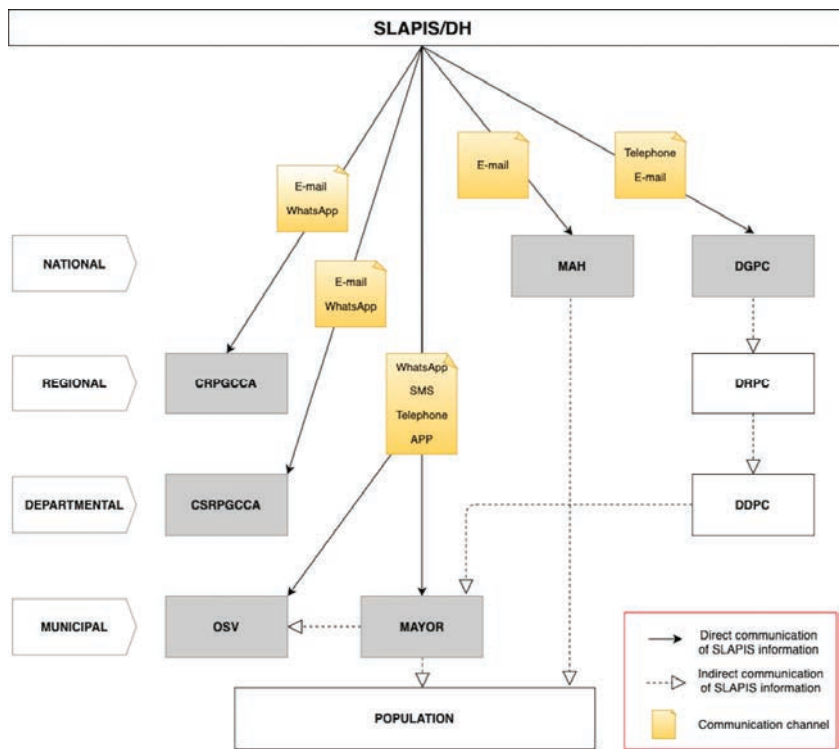 SLAPIS/DH
E-mail
WhatsApp
E-mail
Telephone
E-mail
NATIONAL
MAH
DGPC
E-mail
WhatsApp
REGIONAL
CRPGCCA
WhatsApp
SMS
Telephone
APP
DRPC
DEPARTMENTAL
CSRPGCCA
DDPC
MUNICIPAL
OSV
MAYOR
POPULATION
Direct communication
of SLAPIS information
Indirect communication
of SLAPIS information
Communication channel